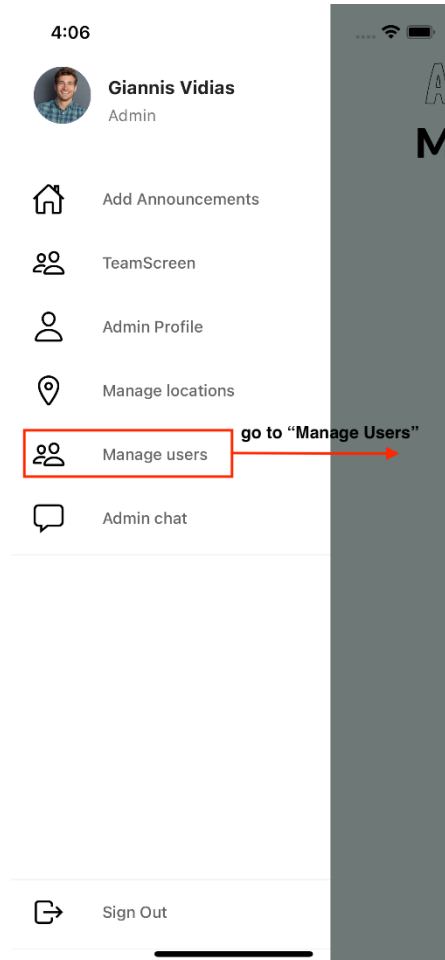 4:06
Giannis Vidias
Admin
Add Announcements
TeamScreen
Admin Profile
Manage locations
go to “Manage Users”
Manage users
Admin chat
Sign Out
A
M